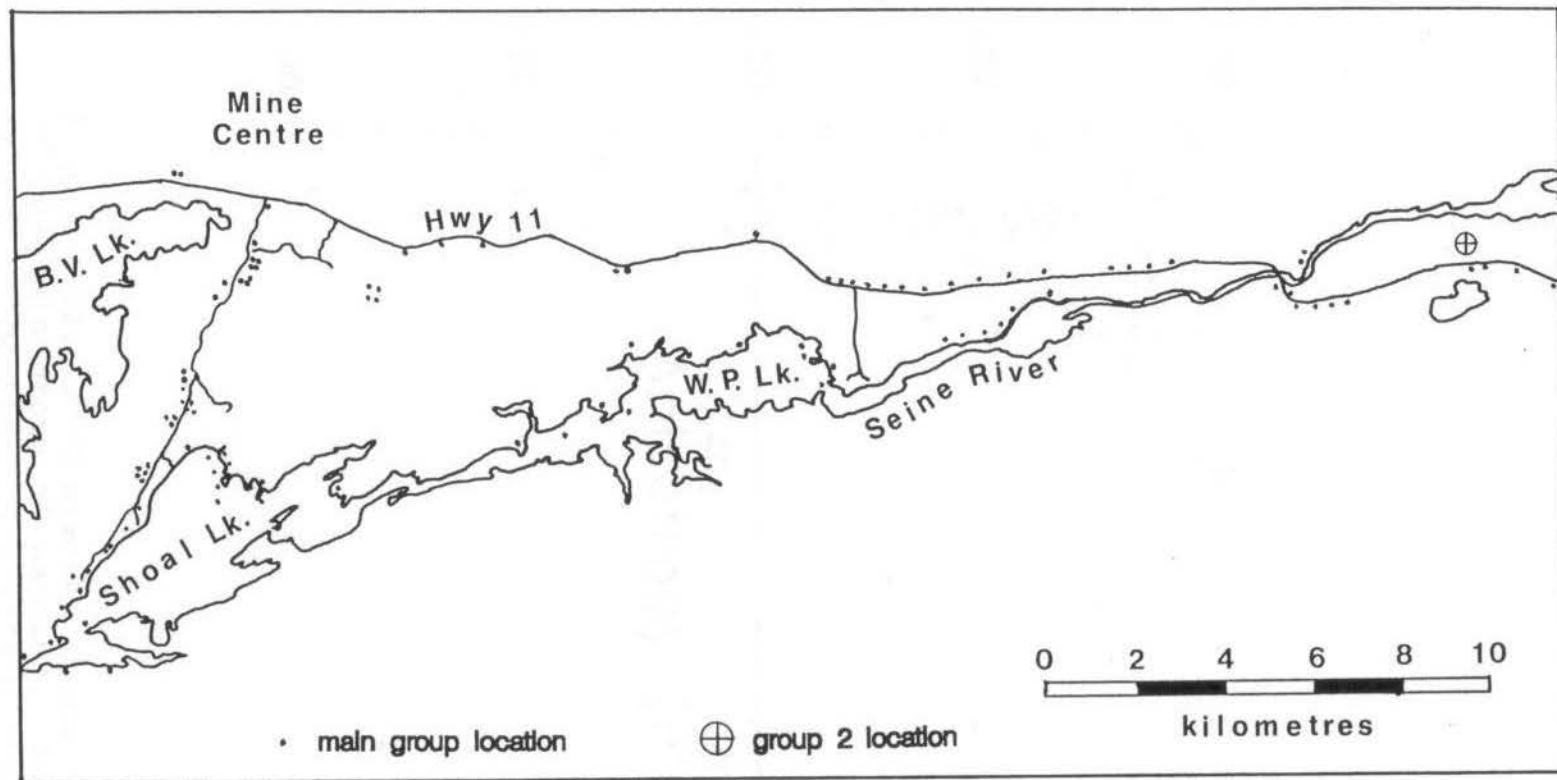 Mine
Centre
Hwy 11
B.V. Lk.
W.P. Lk.
Seine River
Shoal Lk.
0 2 4 6 8 10
kilometres
· main group location
⊕ group 2 location